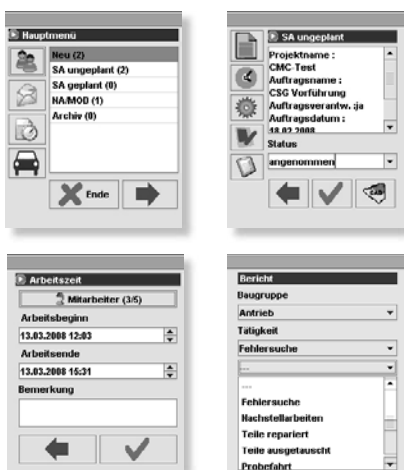 Hauptmenü
Neu (2)
SA ungeplant (2)
SA geplant (0)
NA/MOD (1)
Archiv (0)
Ende
SA ungeplant
Projektname :
CMC Test
Auftragsname :
CSG Vorführung
Auftragsverantw. :ja
Auftragsdatum :
18.02.2008
Status
angenommen
Arbeitszeit
Mitarbeiter (3/5)
Arbeitsbeginn
13.03.2008 12:03
Arbeitsende
13.03.2008 15:31
Bemerkung
Bericht
Baugruppe
Antrieb
Tätigkeit
Fehlersuche
---
---
Fehlersuche
Nachstellarbeiten
Teile repariert
Teile ausgetauscht
Probefahrt